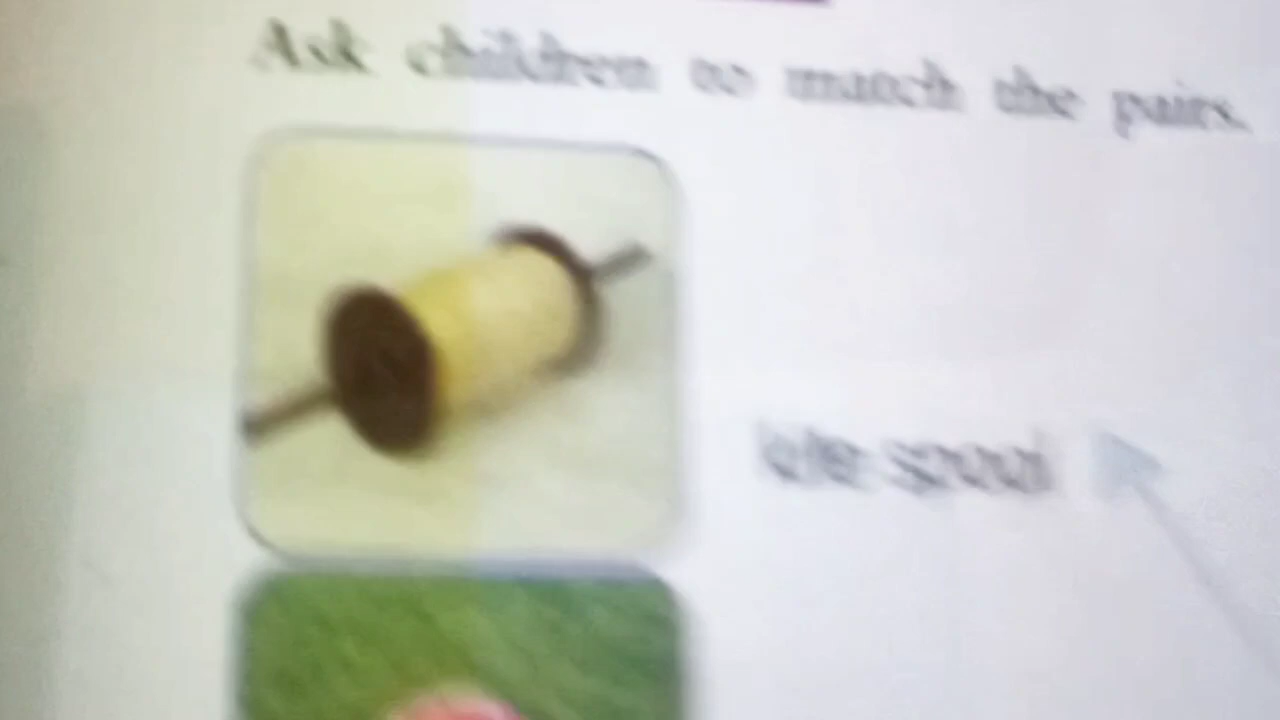 Ask children to match the pairs.
kite spool